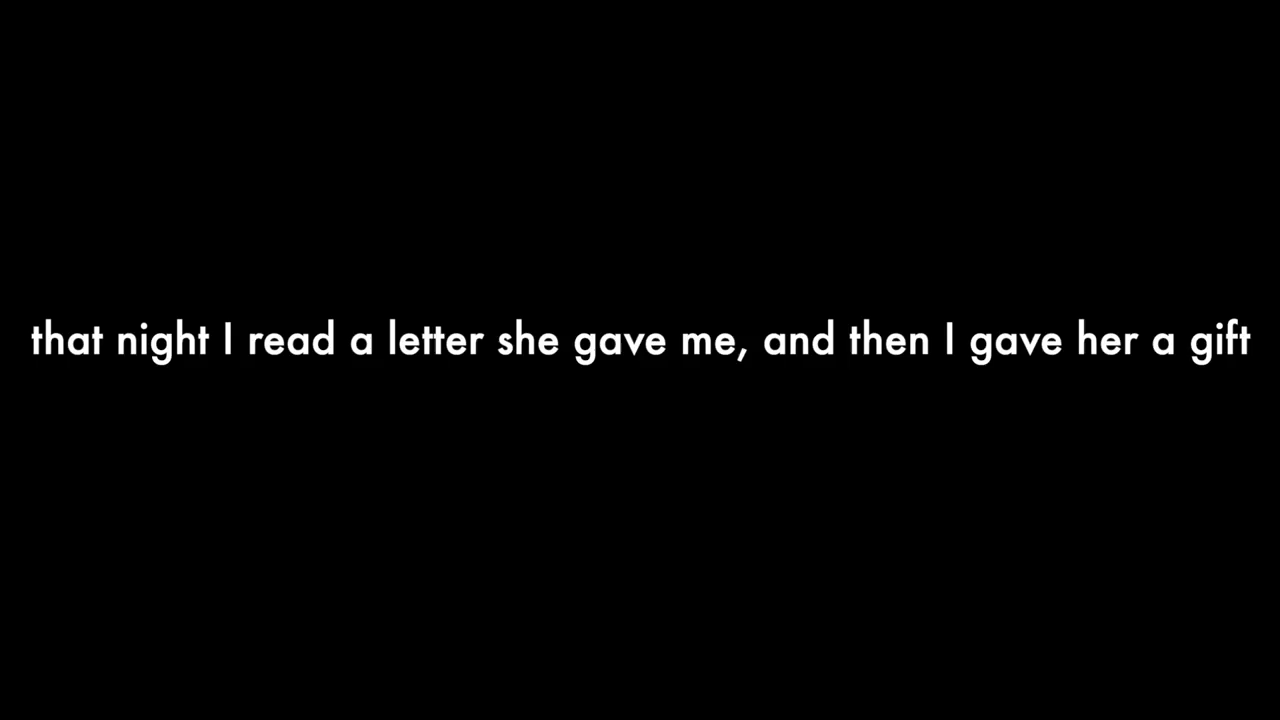 that night I read a letter she gave me, and then I gave her a gift